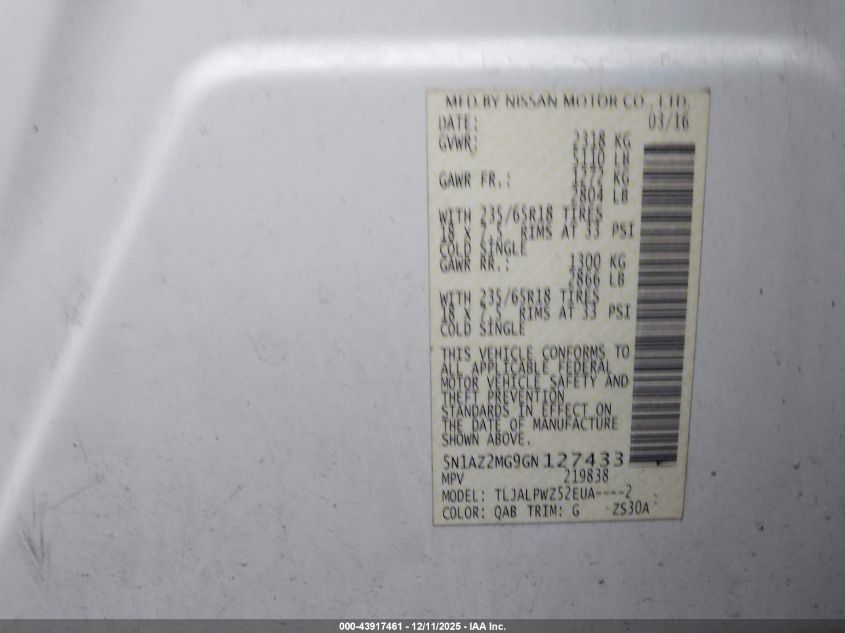 MFD BY NISSAN MOTOR CO., LTD.
DATE: 03/16
GVWR: 2318 KG
5110 LB
GAWR FR.: 1272 KG
2804 LB
WITH 235/65R18 TIRES
18 X 7.5 RIMS AT 33 PSI
COLD SINGLE
GAWR RR.: 1300 KG
2866 LB
WITH 235/65R18 TIRES
18 X 7.5 RIMS AT 33 PSI
COLD SINGLE
THIS VEHICLE CONFORMS TO
ALL APPLICABLE FEDERAL
MOTOR VEHICLE SAFETY AND
THEFT PREVENTION
STANDARDS IN EFFECT ON
THE DATE OF MANUFACTURE
SHOWN ABOVE.
5N1AZ2MG9GN127433
MPV 219838
MODEL: TLJALPWZ52EUA----2
COLOR: QAB TRIM: G ZS30A
000-43917461 - 12/11/2025 - IAA Inc.